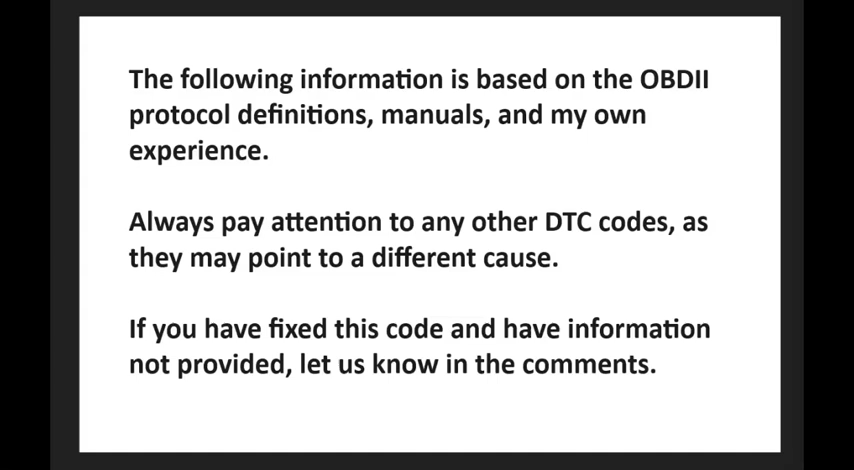 The following information is based on the OBDII
protocol definitions, manuals, and my own
experience.
Always pay attention to any other DTC codes, as
they may point to a different cause.
If you have fixed this code and have information
not provided, let us know in the comments.